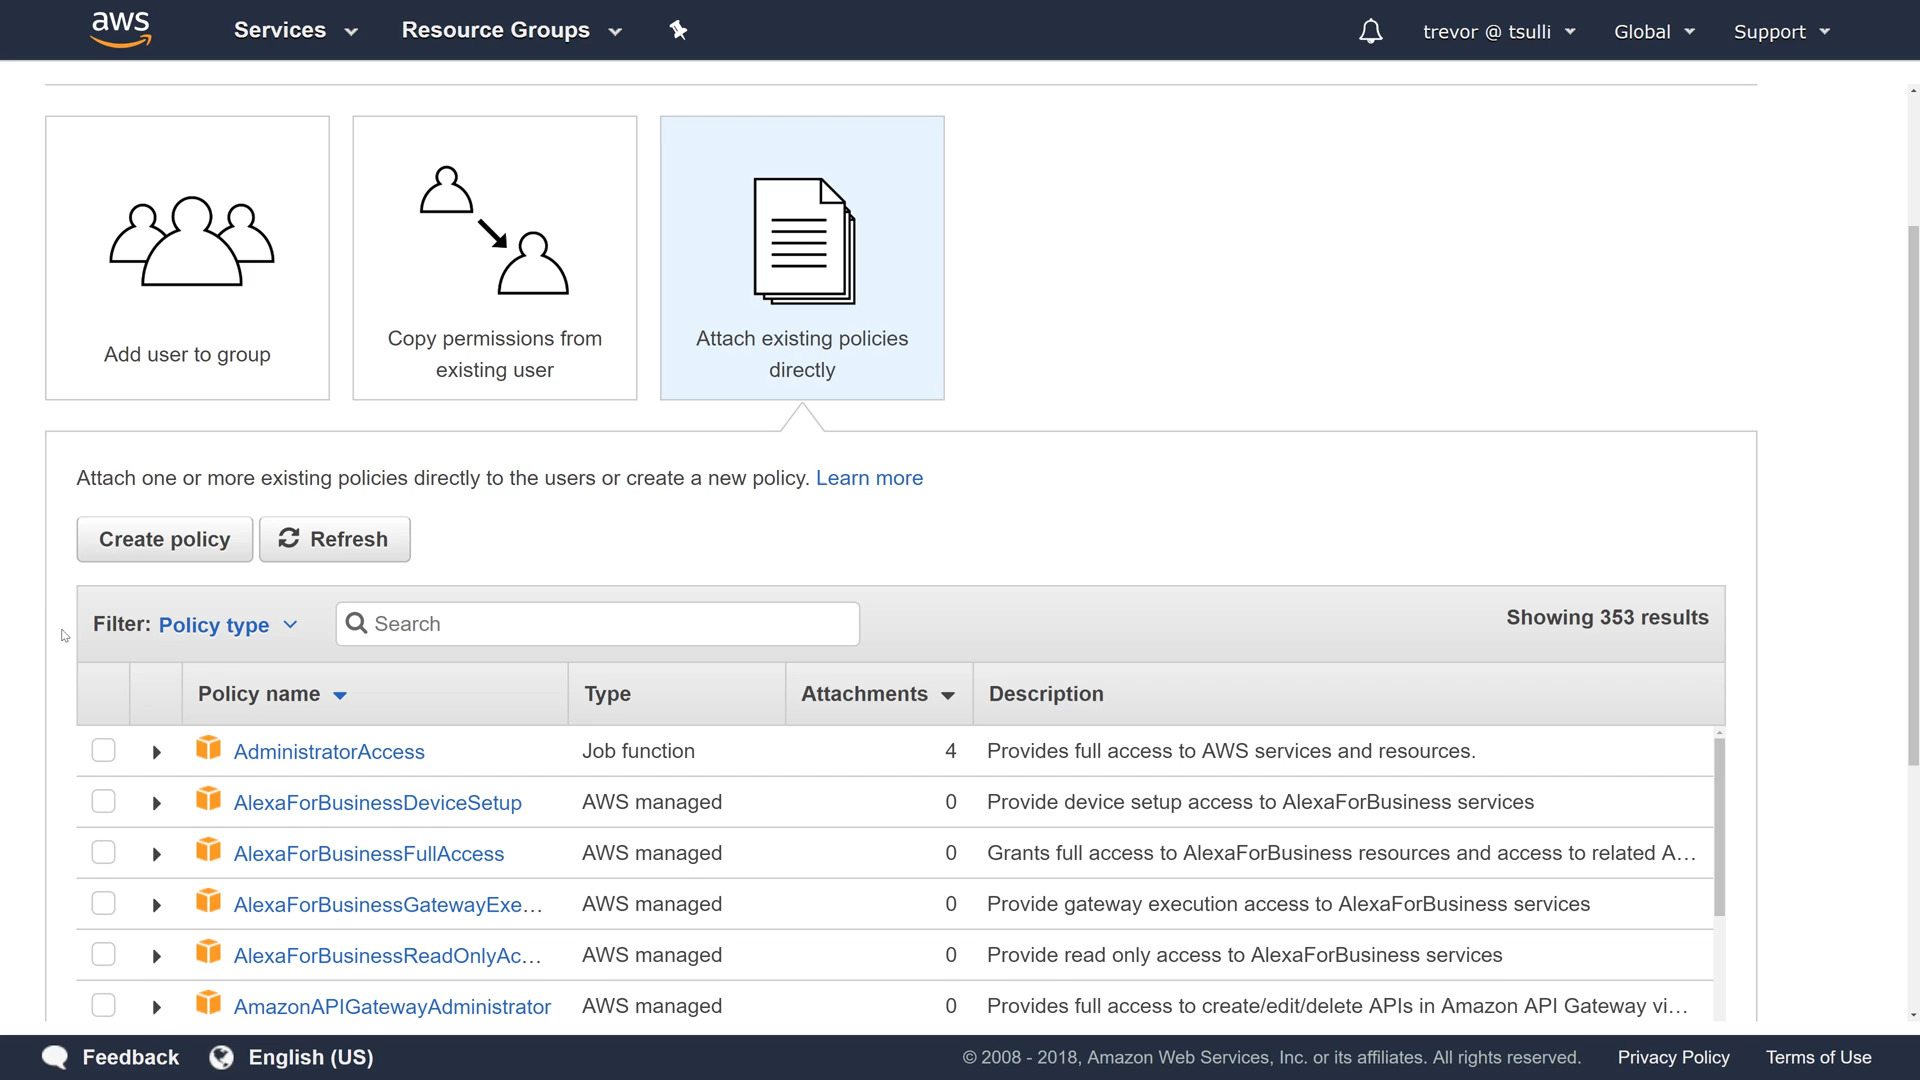 aws Services Resource Groups trevor @ tsulli Global Support
Add user to group
Copy permissions from
existing user
Attach existing policies
directly
Attach one or more existing policies directly to the users or create a new policy. Learn more
Create policy Refresh
Filter: Policy type Search Showing 353 results
Policy name Type Attachments Description
AdministratorAccess Job function 4 Provides full access to AWS services and resources.
AlexaForBusinessDeviceSetup AWS managed 0 Provide device setup access to AlexaForBusiness services
AlexaForBusinessFullAccess AWS managed 0 Grants full access to AlexaForBusiness resources and access to related A...
AlexaForBusinessGatewayExe... AWS managed 0 Provide gateway execution access to AlexaForBusiness services
AlexaForBusinessReadOnlyAc... AWS managed 0 Provide read only access to AlexaForBusiness services
AmazonAPIGatewayAdministrator AWS managed 0 Provides full access to create/edit/delete APIs in Amazon API Gateway vi...
Feedback English (US) © 2008 - 2018, Amazon Web Services, Inc. or its affiliates. All rights reserved. Privacy Policy Terms of Use